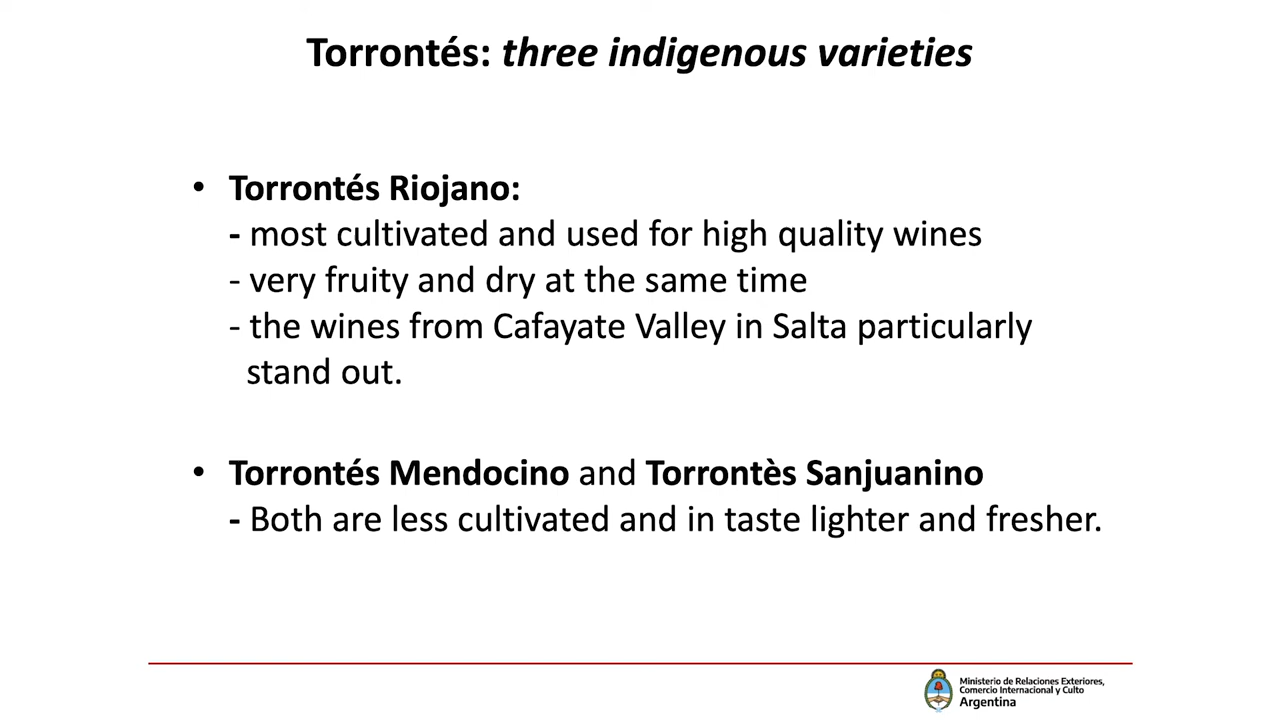 Torrontés: three indigenous varieties
• Torrontés Riojano:
- most cultivated and used for high quality wines
- very fruity and dry at the same time
- the wines from Cafayate Valley in Salta particularly
stand out.
• Torrontés Mendocino and Torrontès Sanjuanino
- Both are less cultivated and in taste lighter and fresher.
Ministerio de Relaciones Exteriores,
Comercio Internacional y Culto
Argentina